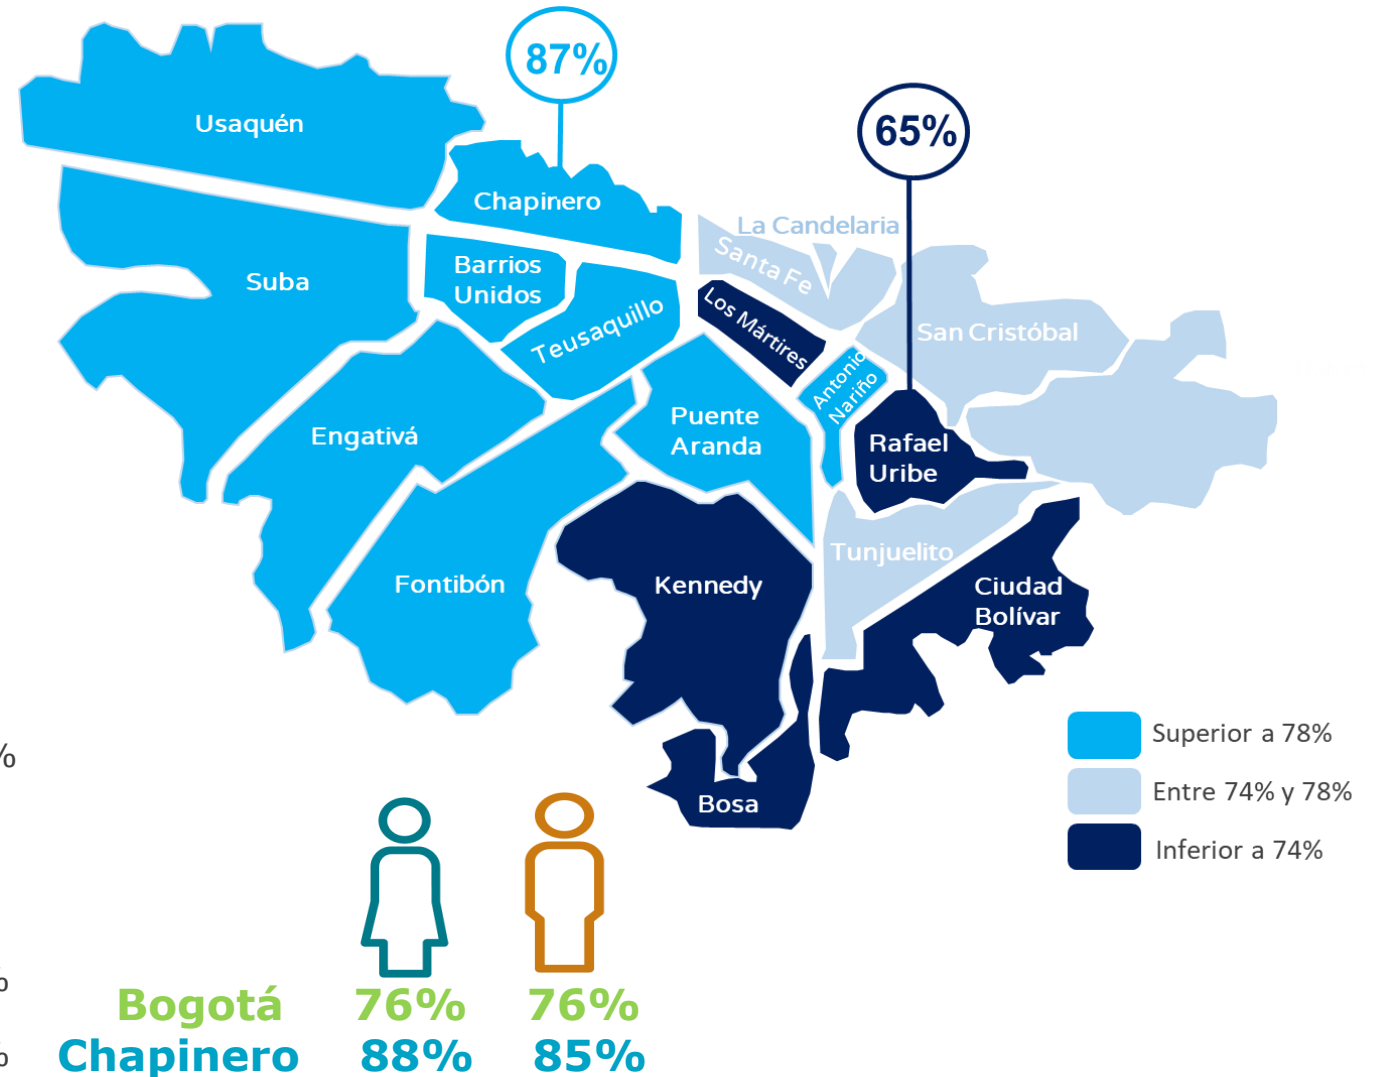 87%
65%
Usaquén
Chapinero
La Candelaria
Santa Fe
Suba
Barrios
Unidos
Teusaquillo
Los Mártires
San Cristóbal
Antonio
Nariño
Puente
Aranda
Engativá
Rafael
Uribe
Tunjuelito
Fontibón
Kennedy
Ciudad
Bolívar
Bosa
Superior a 78%
Entre 74% y 78%
Inferior a 74%
%
%
%
Bogotá 76% 76%
Chapinero 88% 85%